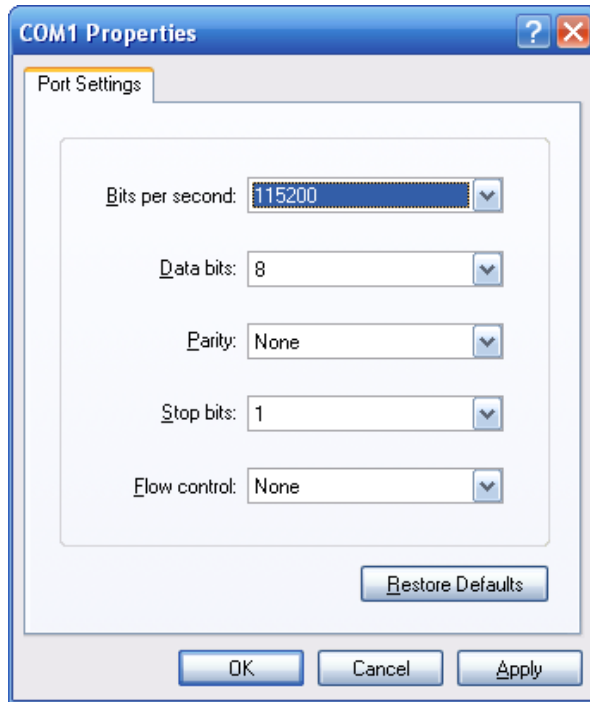 COM1 Properties
Port Settings
Bits per second: 115200
Data bits: 8
Parity: None
Stop bits: 1
Flow control: None
Restore Defaults
OK Cancel Apply